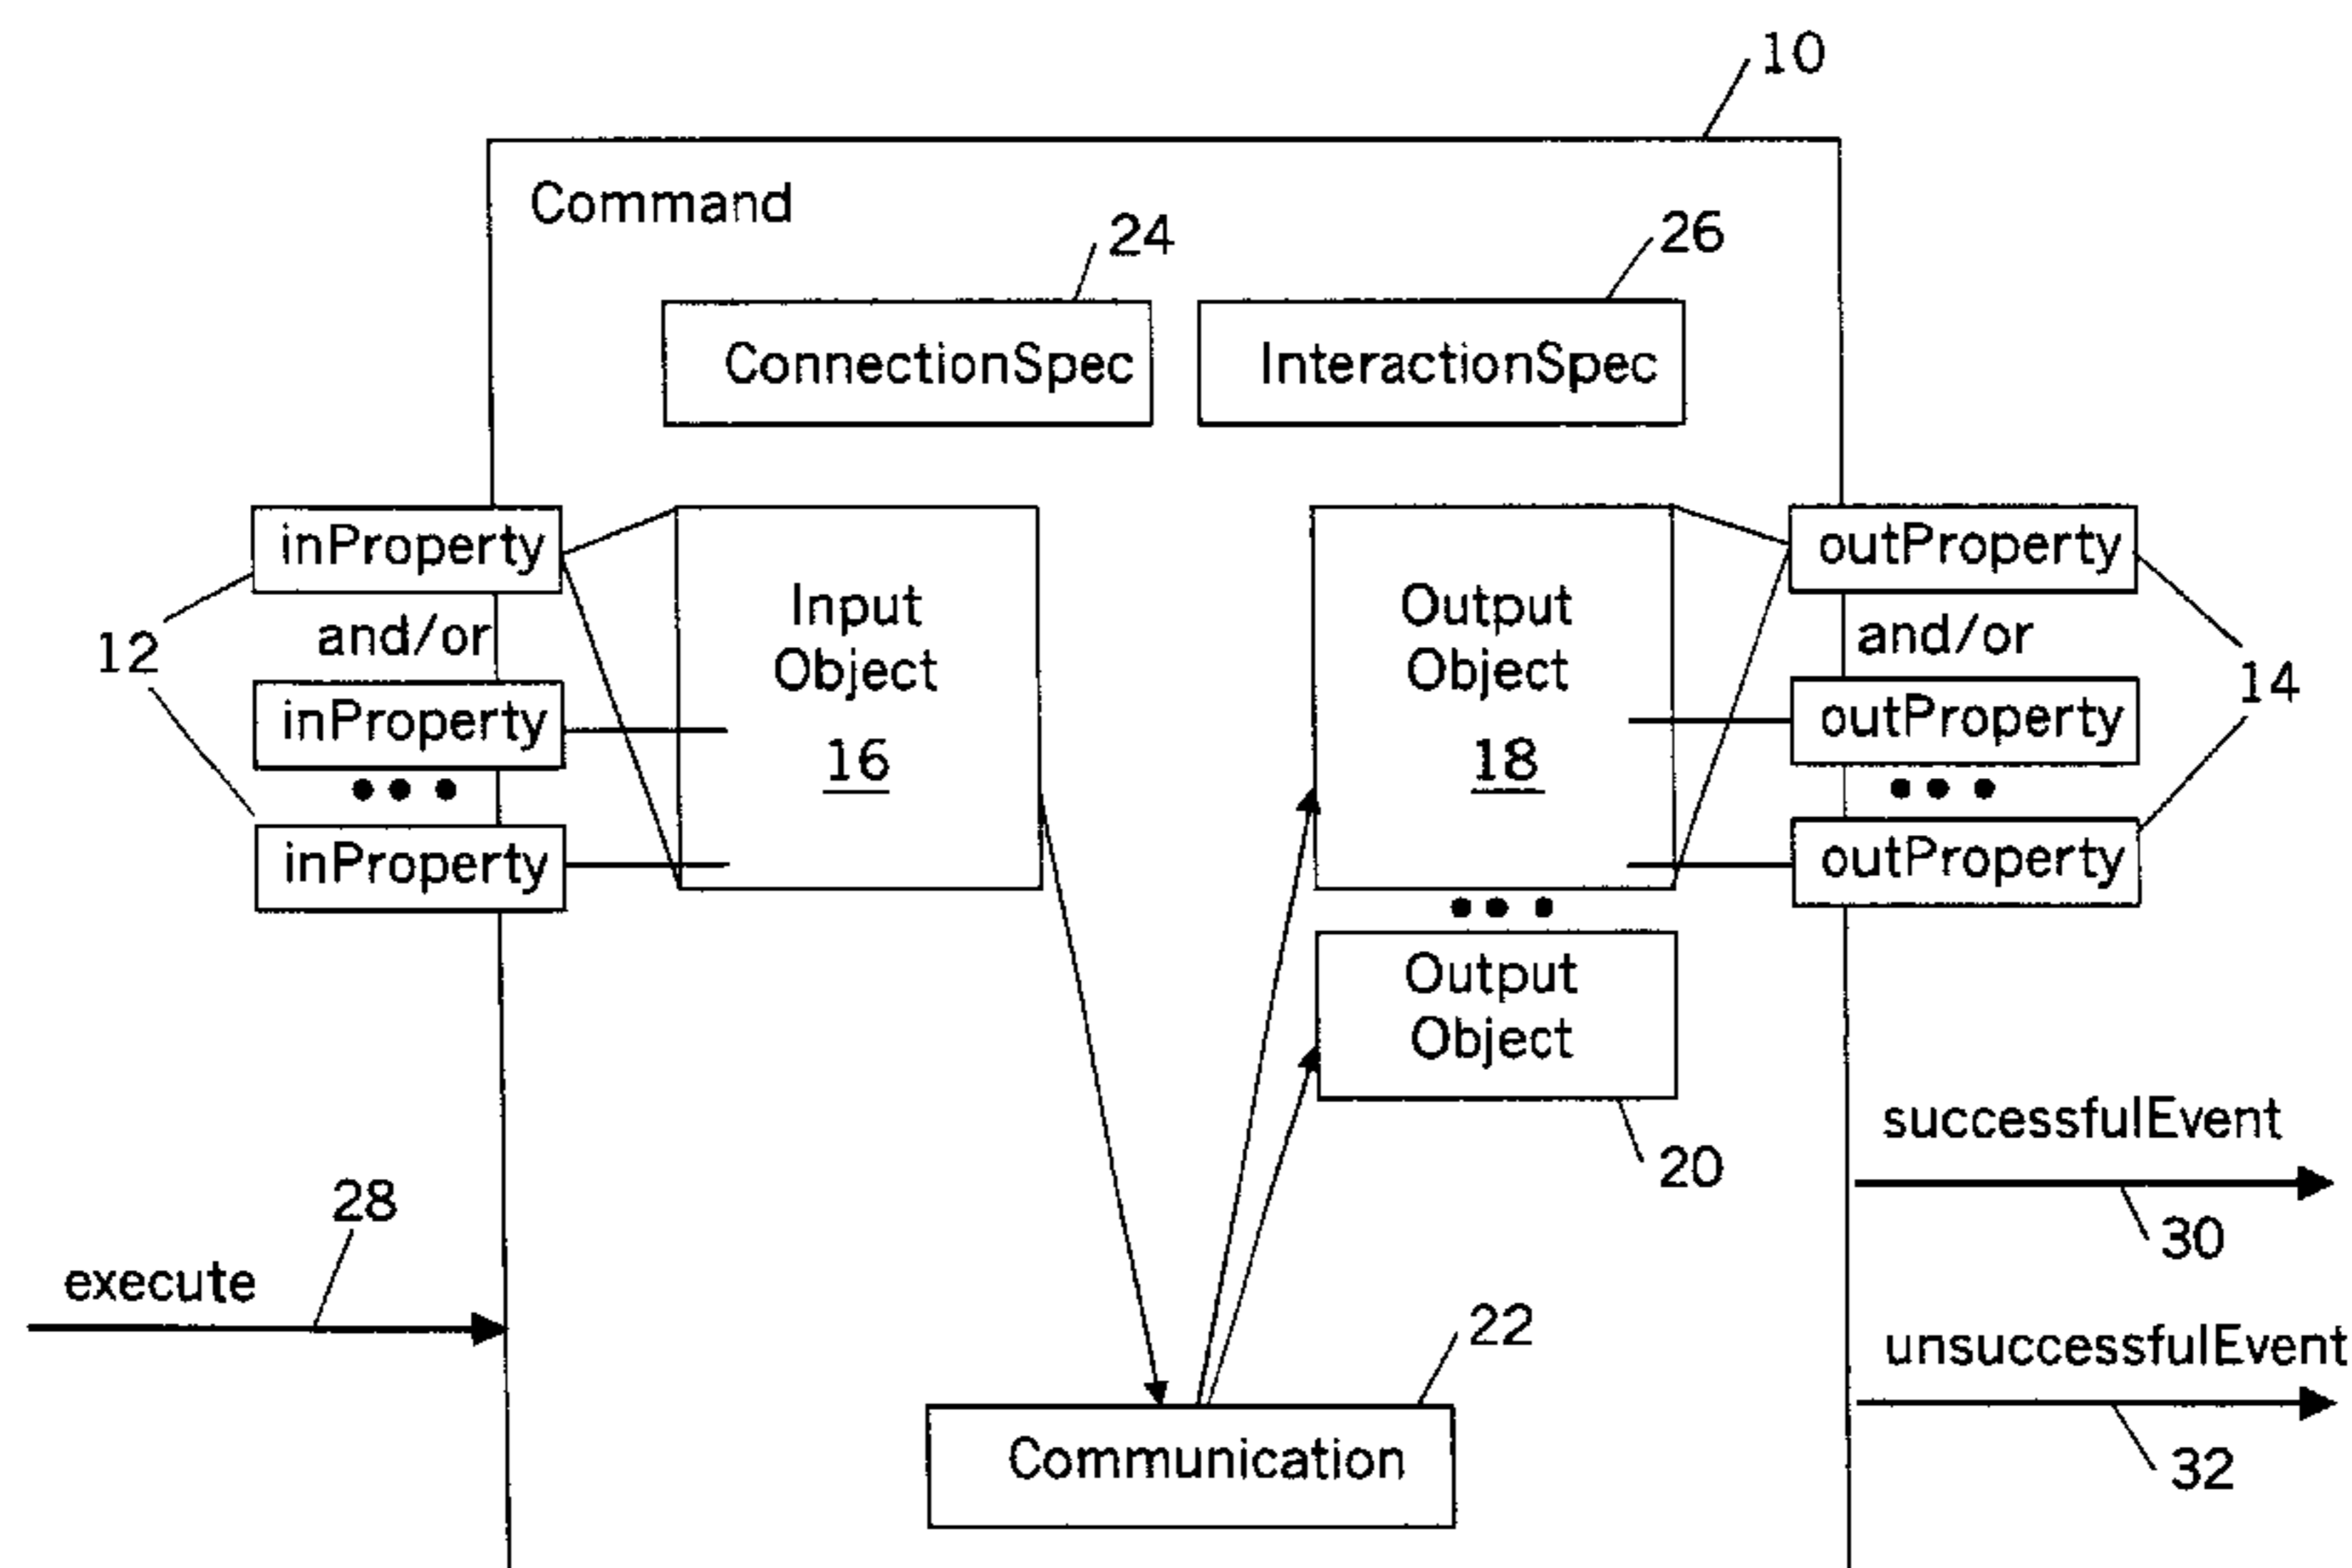 10
Command
24
26
ConnectionSpec
InteractionSpec
inProperty
and/or
inProperty
inProperty
12
Input
Object
16
Output
Object
18
outProperty
and/or
outProperty
outProperty
14
Output
Object
20
successfulEvent
30
28
execute
unsuccessfulEvent
32
22
Communication